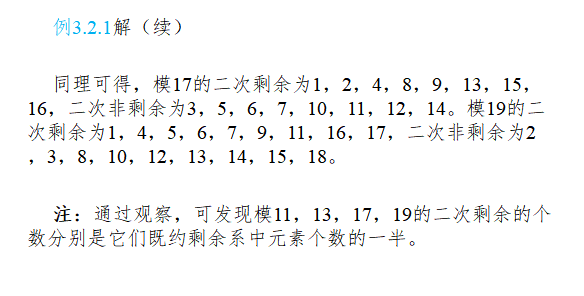 例3.2.1解（续）
同理可得，模17的二次剩余为1，2，4，8，9，13，15，
16，二次非剩余为3，5，6，7，10，11，12，14。模19的二
次剩余为1，4，5，6，7，9，11，16，17，二次非剩余为2
，3，8，10，12，13，14，15，18。
注：通过观察，可发现模11，13，17，19的二次剩余的个
数分别是它们既约剩余系中元素个数的一半。